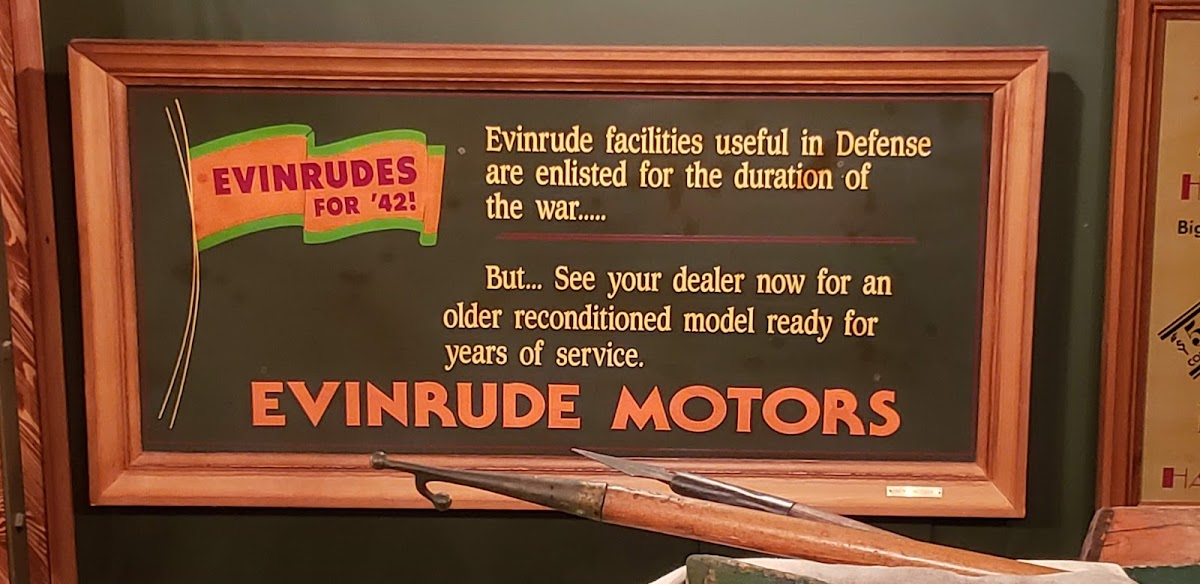 EVINRUDES
FOR '42!
Evinrude facilities useful in Defense
are enlisted for the duration of
the war.....
But... See your dealer now for an
older reconditioned model ready for
years of service.
EVINRUDE MOTORS